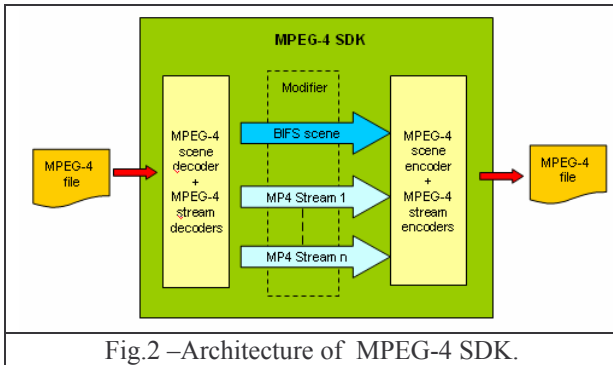 MPEG-4 SDK
Modifier
MPEG-4
file
MPEG-4
scene
decoder
+
MPEG-4
stream
decoders
BIFS scene
MP4 Stream 1
MP4 Stream n
MPEG-4
scene
encoder
+
MPEG-4
stream
encoders
MPEG-4
file
Fig.2 –Architecture of MPEG-4 SDK.